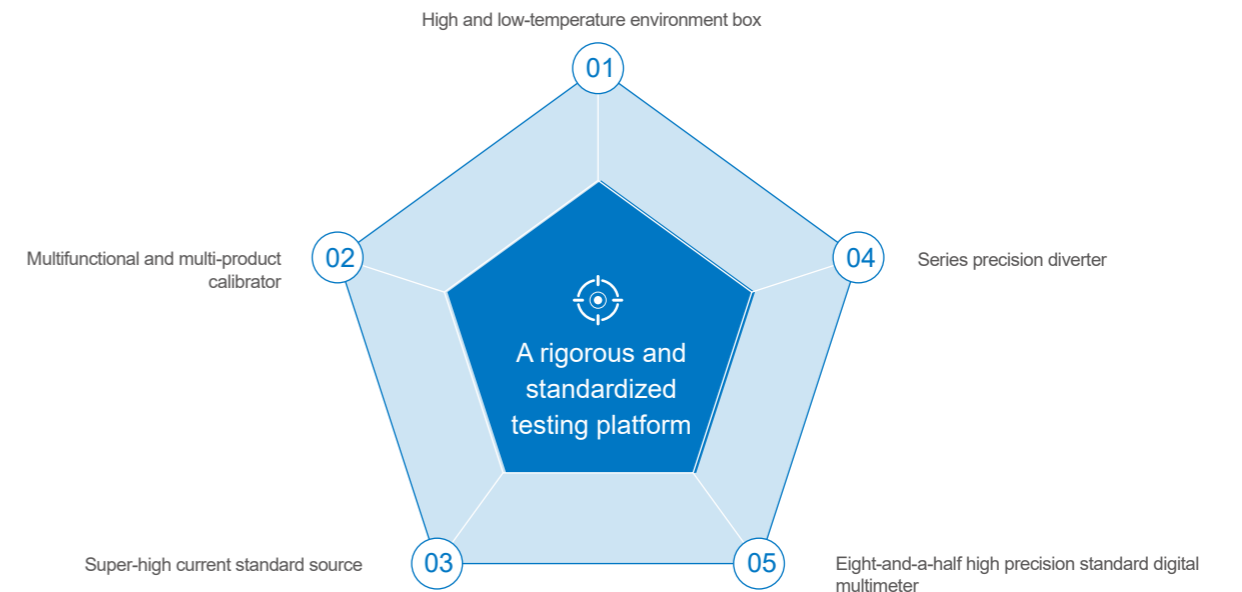 High and low-temperature environment box
01
02
Multifunctional and multi-product
calibrator
04
Series precision diverter
A rigorous and
standardized
testing platform
03
Super-high current standard source
05
Eight-and-a-half high precision standard digital
multimeter